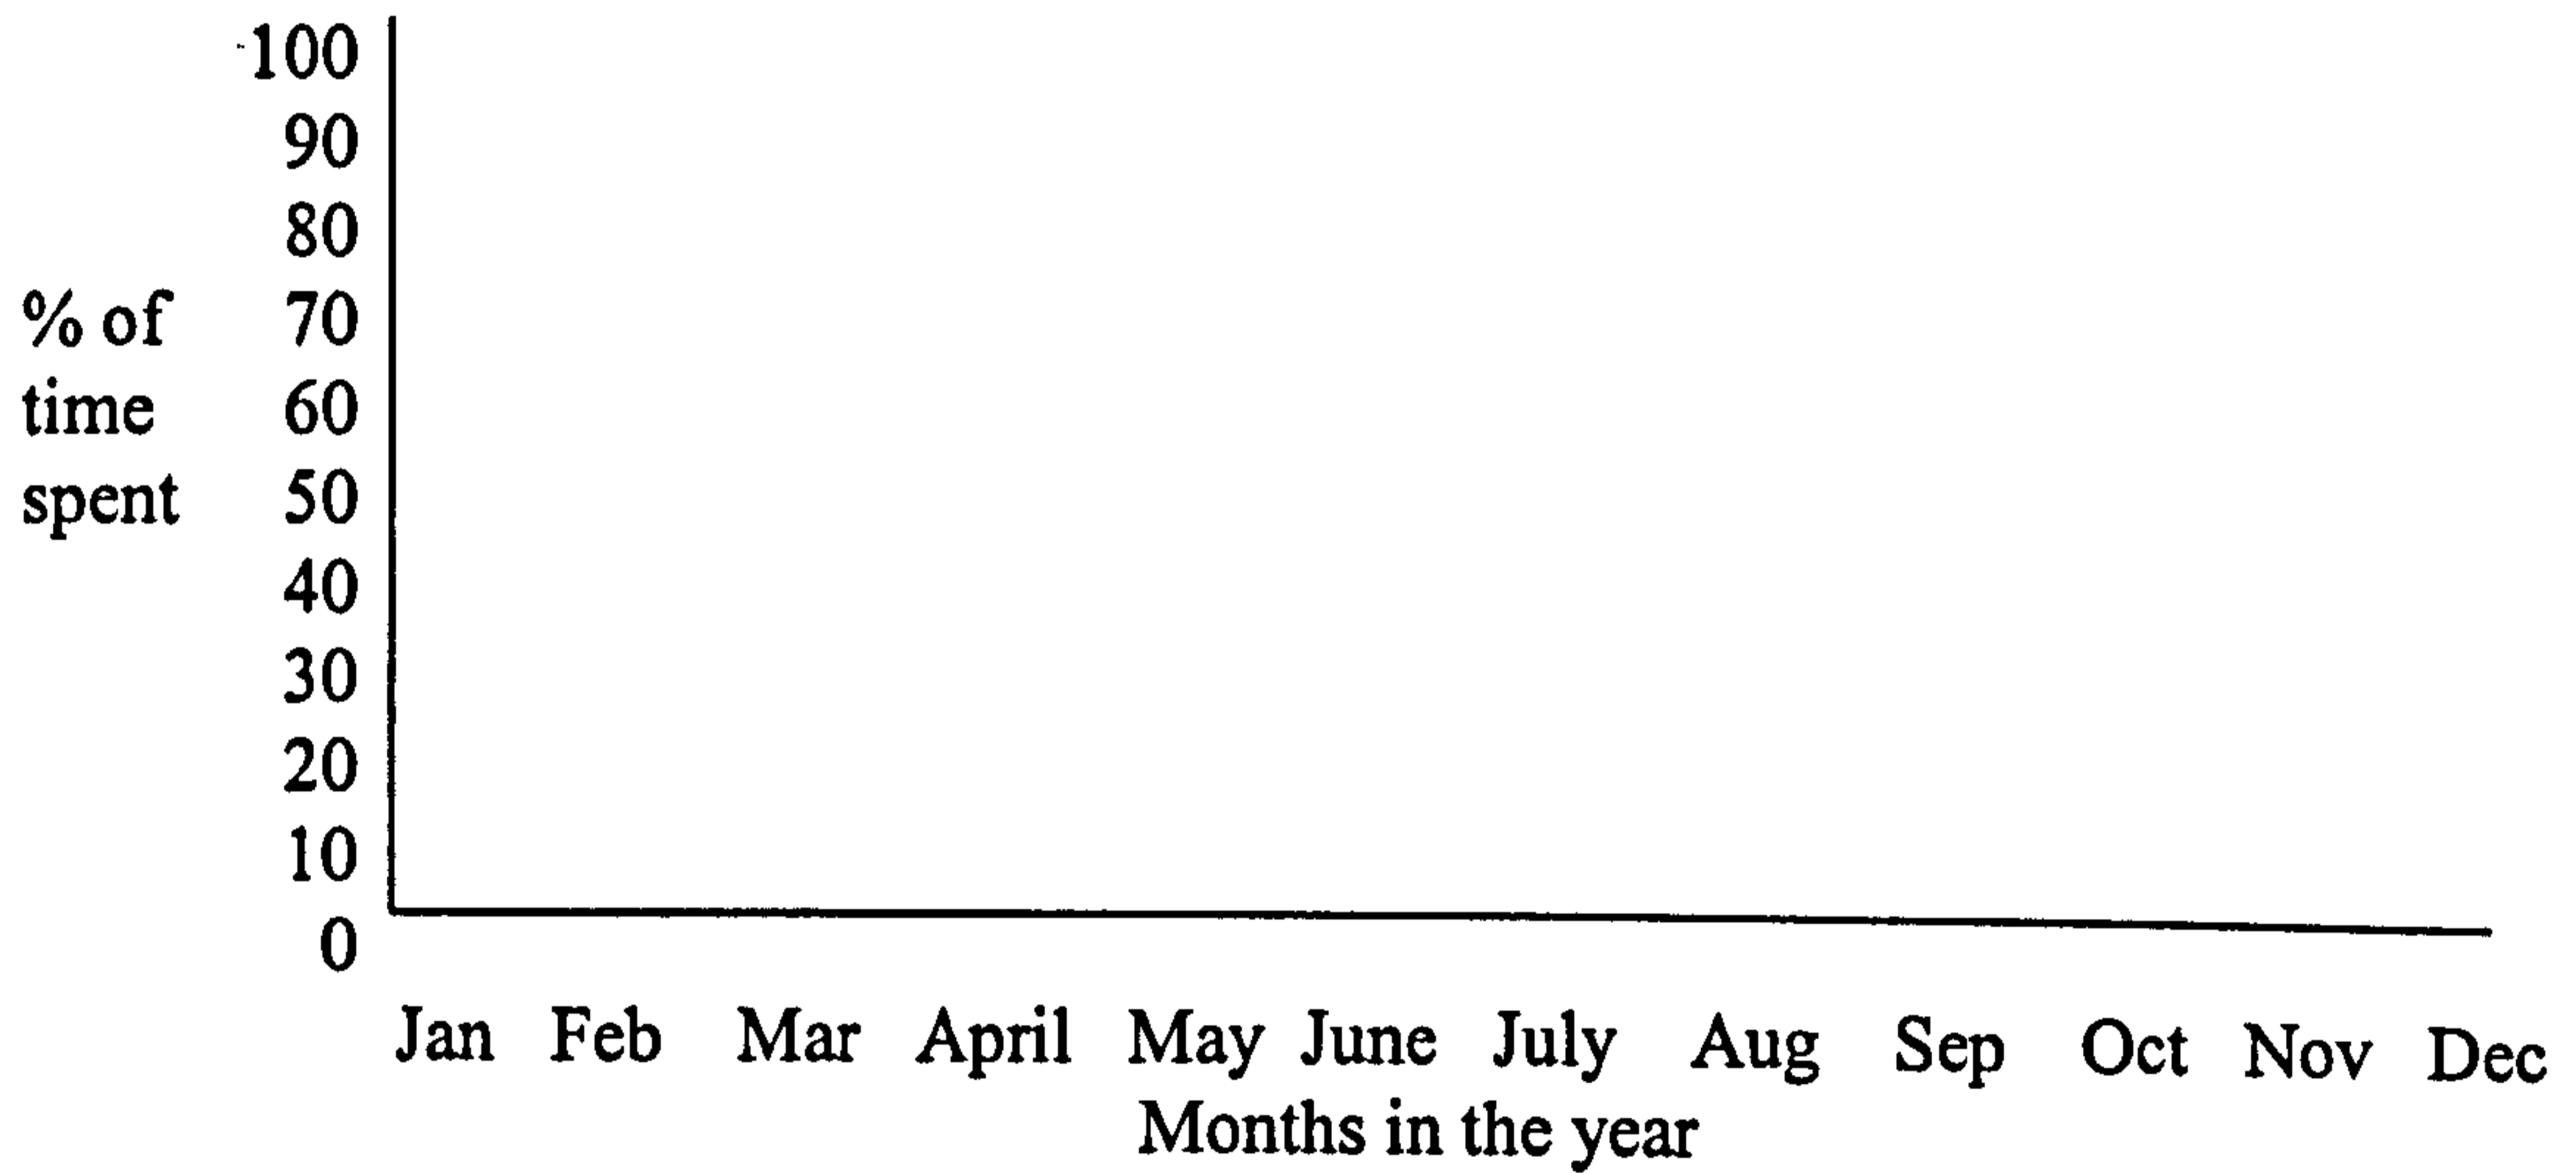 100
90
80
% of 70
time 60
spent 50
40
30
20
10
0
Jan Feb Mar April May June July Aug Sep Oct Nov Dec
Months in the year